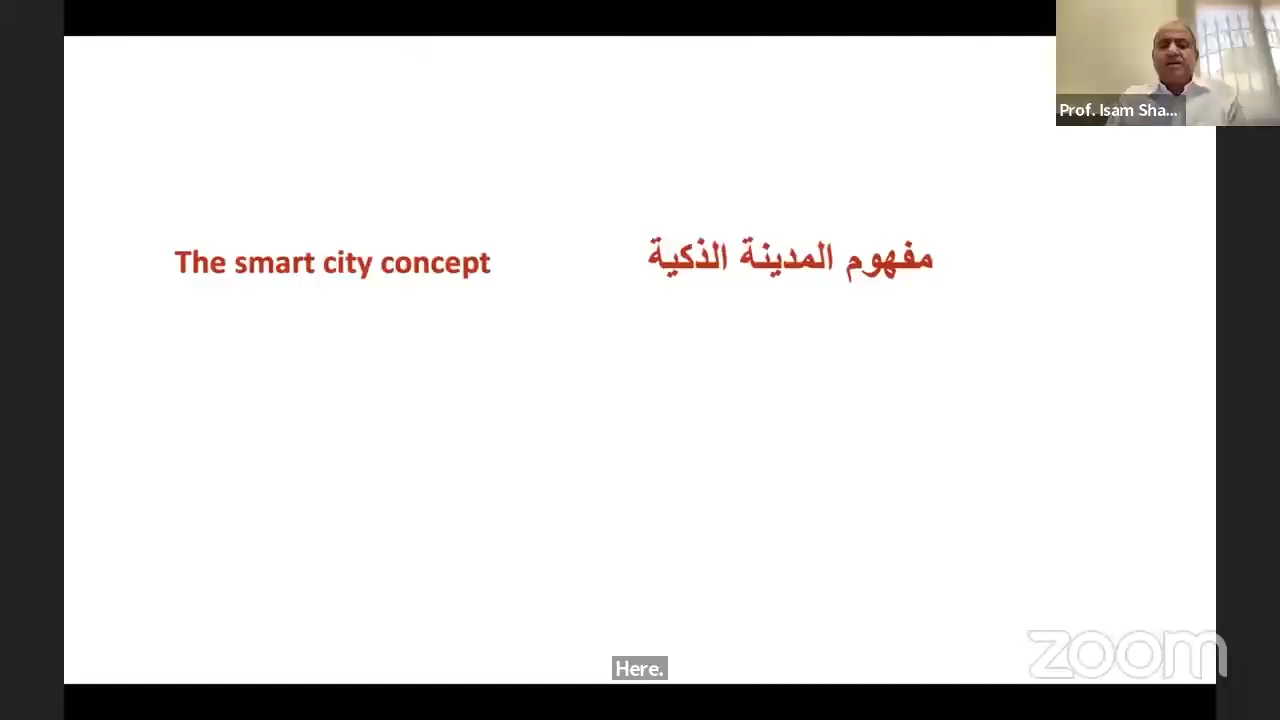 Prof. Isam Sha...
The smart city concept
مفهوم المدينة الذكية
Here.
zoom